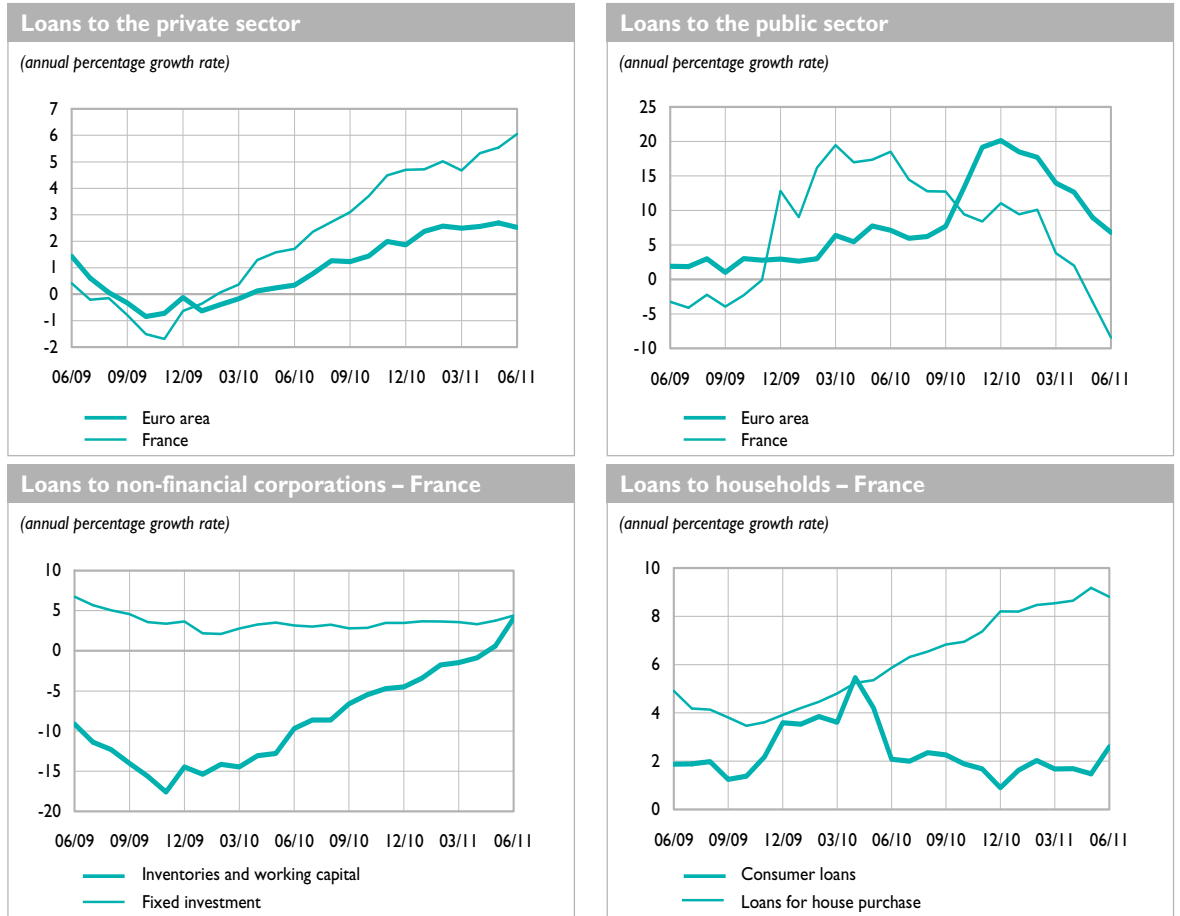 Loans to the private sector
(annual percentage growth rate)
7
6
5
4
3
2
1
0
-1
-2
06/09 09/09 12/09 03/10 06/10 09/10 12/10 03/11 06/11
Euro area
France
Loans to the public sector
(annual percentage growth rate)
25
20
15
10
5
0
-5
-10
06/09 09/09 12/09 03/10 06/10 09/10 12/10 03/11 06/11
Euro area
France
Loans to non-financial corporations – France
(annual percentage growth rate)
10
5
0
-5
-10
-15
-20
06/09 09/09 12/09 03/10 06/10 09/10 12/10 03/11 06/11
Inventories and working capital
Fixed investment
Loans to households – France
(annual percentage growth rate)
10
8
6
4
2
0
06/09 09/09 12/09 03/10 06/10 09/10 12/10 03/11 06/11
Consumer loans
Loans for house purchase